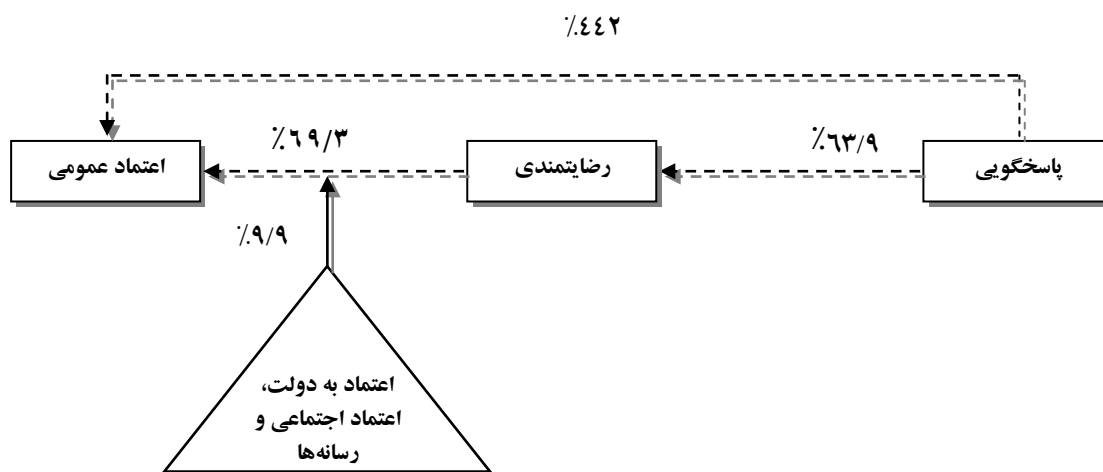 ٪٤٤٢
٪٦٣/٩
٪٦٩/٣
پاسخگویی
رضایتمندی
اعتماد عمومی
٪٩/٩
اعتماد به دولت،
اعتماد اجتماعی و
رسانه‌ها